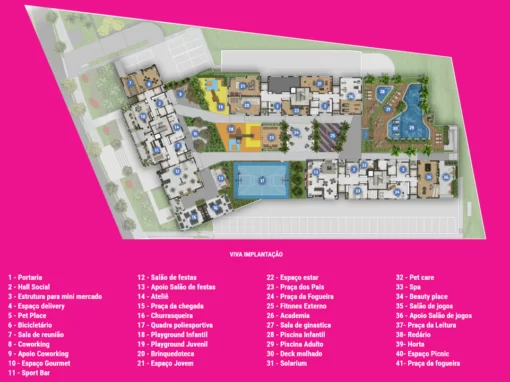 VIVA IMPLANTAÇÃO
1 - Portaria
2 - Hall Social
3 - Estrutura para mini mercado
4 - Espaço delivery
5 - Pet Place
6 - Bicicletário
7 - Sala de reunião
8 - Coworking
9 - Apoio Coworking
10 - Espaço Gourmet
11 - Sport Bar
12 - Salão de festas
13 - Apoio Salão de festas
14 - Ateliê
15 - Praça da chegada
16 - Churrasqueira
17 - Quadra poliesportiva
18 - Playground Infantil
19 - Playground Juvenil
20 - Brinquedoteca
21 - Espaço Jovem
22 - Espaço estar
23 - Praça dos Pais
24 - Praça da Fogueira
25 - Fitnnes Externo
26 - Academia
27 - Sala de ginastica
28 - Piscina Infantil
29 - Piscina Adulto
30 - Deck molhado
31 - Solarium
32 - Pet care
33 - Spa
34 - Beauty place
35 - Salão de jogos
36 - Apoio Salão de jogos
37- Praça da Leitura
38 - Redário
39 - Horta
40- Espaço Picnic
41- Praça da fogueira